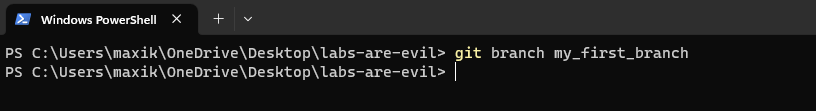 Windows PowerShell
PS C:\Users\maxik\OneDrive\Desktop\labs-are-evil> git branch my_first_branch
PS C:\Users\maxik\OneDrive\Desktop\labs-are-evil>